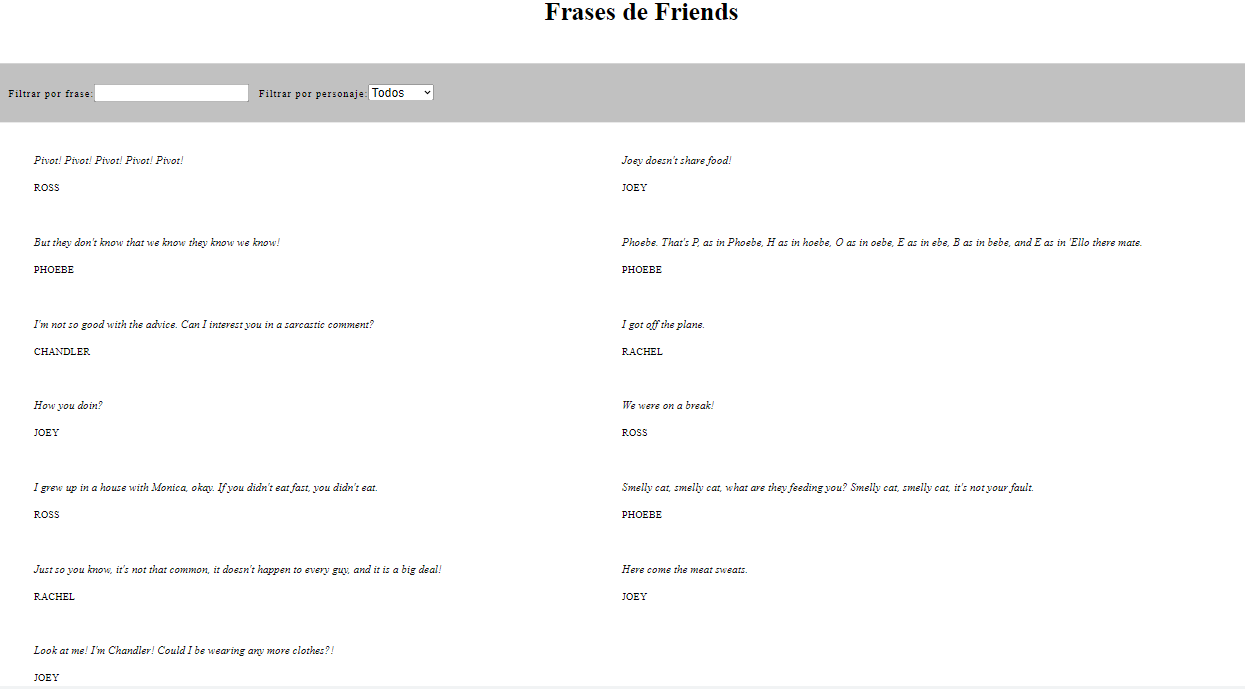 Frases de Friends
Filtrar por frase: Filtrar por personaje: Todos
Pivot! Pivot! Pivot! Pivot! Pivot!
ROSS
Joey doesn't share food!
JOEY
But they don't know that we know they know we know!
PHOEBE
Phoebe. That's P, as in Phoebe, H as in hoebe, O as in oebe, E as in ebe, B as in bebe, and E as in 'Ello there mate.
PHOEBE
I'm not so good with the advice. Can I interest you in a sarcastic comment?
CHANDLER
I got off the plane.
RACHEL
How you doin?
JOEY
We were on a break!
ROSS
I grew up in a house with Monica, okay. If you didn't eat fast, you didn't eat.
ROSS
Smelly cat, smelly cat, what are they feeding you? Smelly cat, smelly cat, it's not your fault.
PHOEBE
Just so you know, it's not that common, it doesn't happen to every guy, and it is a big deal!
RACHEL
Here come the meat sweats.
JOEY
Look at me! I'm Chandler! Could I be wearing any more clothes?!
JOEY